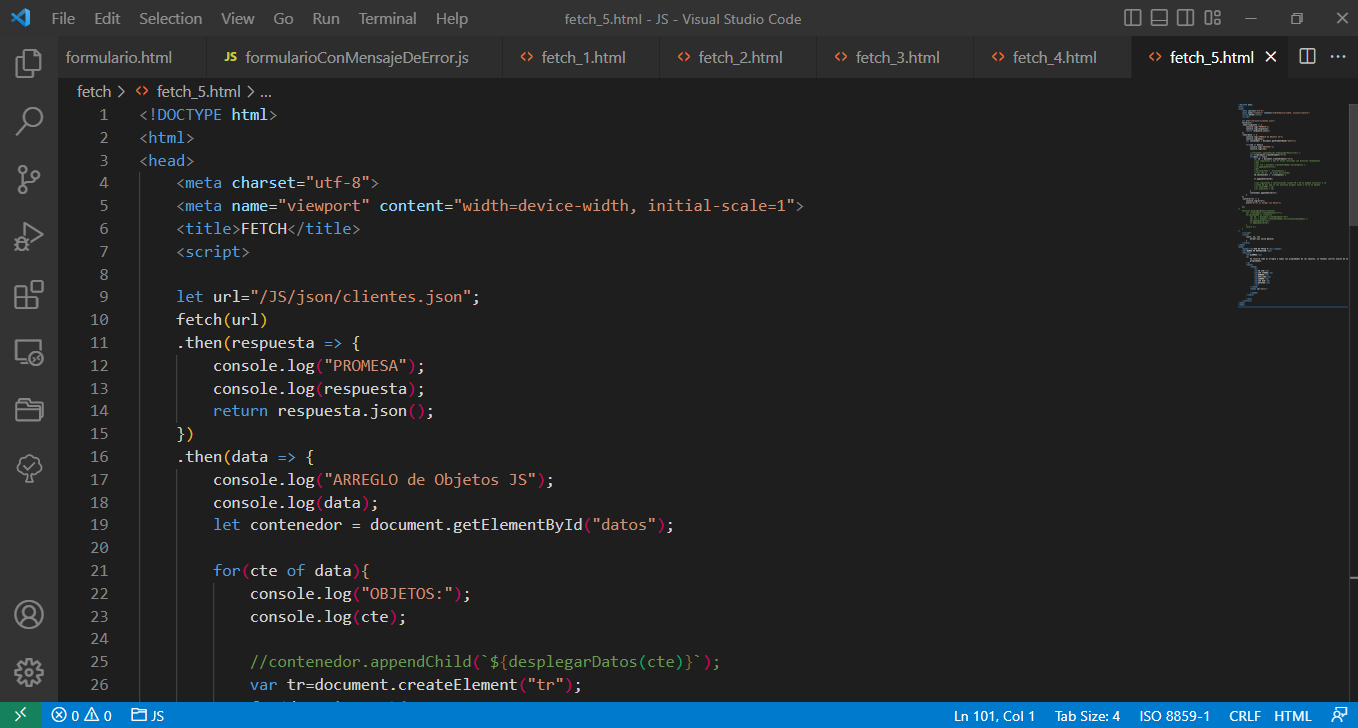 File Edit Selection View Go Run Terminal Help fetch_5.html - JS - Visual Studio Code
formulario.html JS formularioConMensajeDeError.js <> fetch_1.html <> fetch_2.html <> fetch_3.html <> fetch_4.html <> fetch_5.html
fetch > <> fetch_5.html > ...
1 <!DOCTYPE html>
2 <html>
3 <head>
4 <meta charset="utf-8">
5 <meta name="viewport" content="width=device-width, initial-scale=1">
6 <title>FETCH</title>
7 <script>
8
9 let url="/JS/json/clientes.json";
10 fetch(url)
11 .then(respuesta => {
12 console.log("PROMESA");
13 console.log(respuesta);
14 return respuesta.json();
15 })
16 .then(data => {
17 console.log("ARREGLO de Objetos JS");
18 console.log(data);
19 let contenedor = document.getElementById("datos");
20
21 for(cte of data){
22 console.log("OBJETOS:");
23 console.log(cte);
24
25 //contenedor.appendChild(`${desplegarDatos(cte)}`);
26 var tr=document.createElement("tr");
0 0 JS Ln 101, Col 1 Tab Size: 4 ISO 8859-1 CRLF HTML